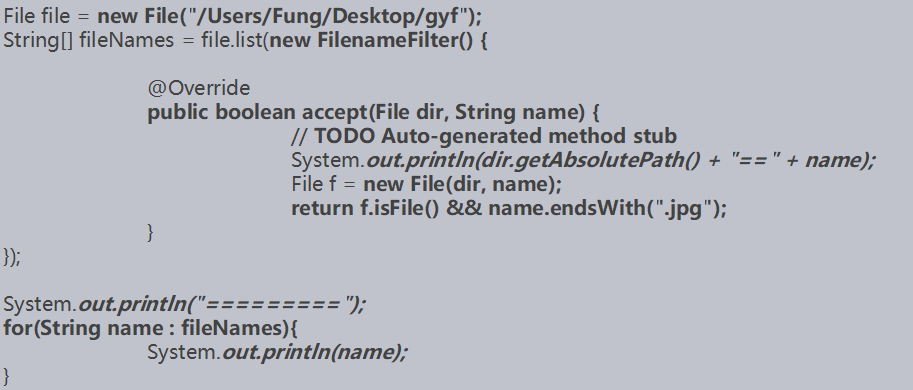 File file = new File("/Users/Fung/Desktop/gyf");
String[] fileNames = file.list(new FilenameFilter() {
@Override
public boolean accept(File dir, String name) {
// TODO Auto-generated method stub
System.out.println(dir.getAbsolutePath() + "==" + name);
File f = new File(dir, name);
return f.isFile() && name.endsWith(".jpg");
}
});
System.out.println("=========");
for(String name : fileNames){
System.out.println(name);
}